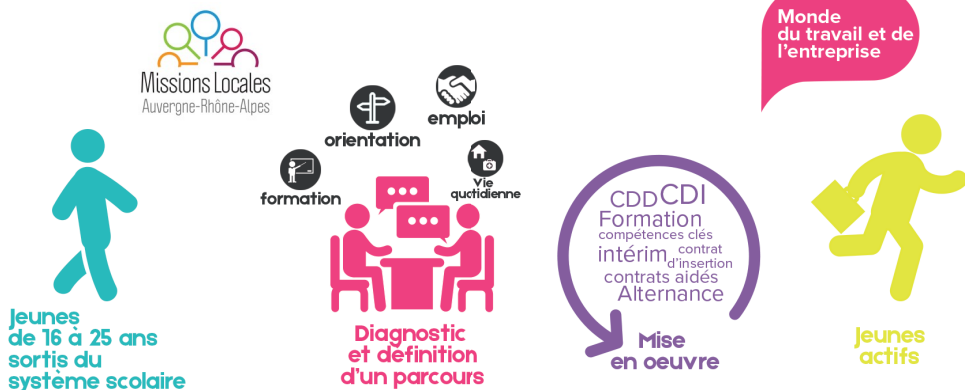 Missions Locales
Auvergne-Rhône-Alpes
Monde
du travail et de
l'entreprise
orientation
emploi
formation
Vie
quctidienne
Jeunes
de 16 à 25 ans
sortis du
système scolaire
Diagnostic
et definition
d'un parcours
CDD CDI
Formation
compétences clés
intérim contrat
d'insertion
contrats aidés
Alternance
Mise
en oeuvre
Jeunes
actifs